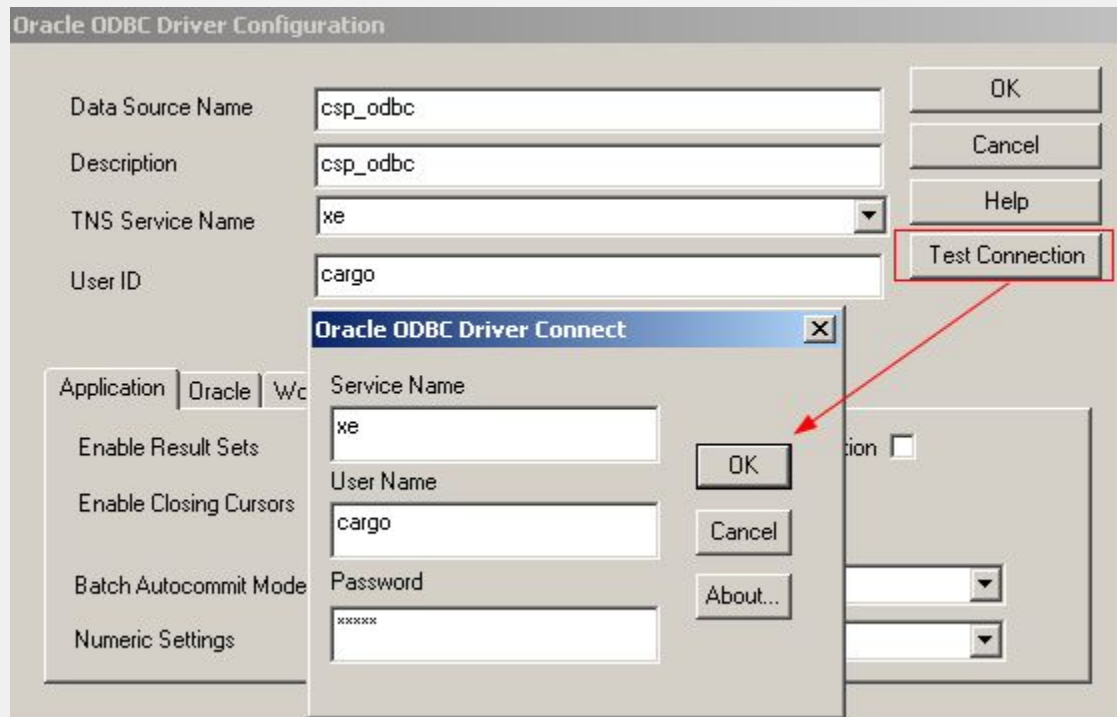 Oracle ODBC Driver Configuration
Data Source Name csp_odbc OK
Description csp_odbc Cancel
TNS Service Name xe Help
User ID cargo Test Connection
Oracle ODBC Driver Connect
Application Oracle
Service Name
xe
Enable Result Sets
OK
User Name
Enable Closing Cursors
cargo
Cancel
Batch Autocommit Mode
Password
About...
xxxxx
Numeric Settings